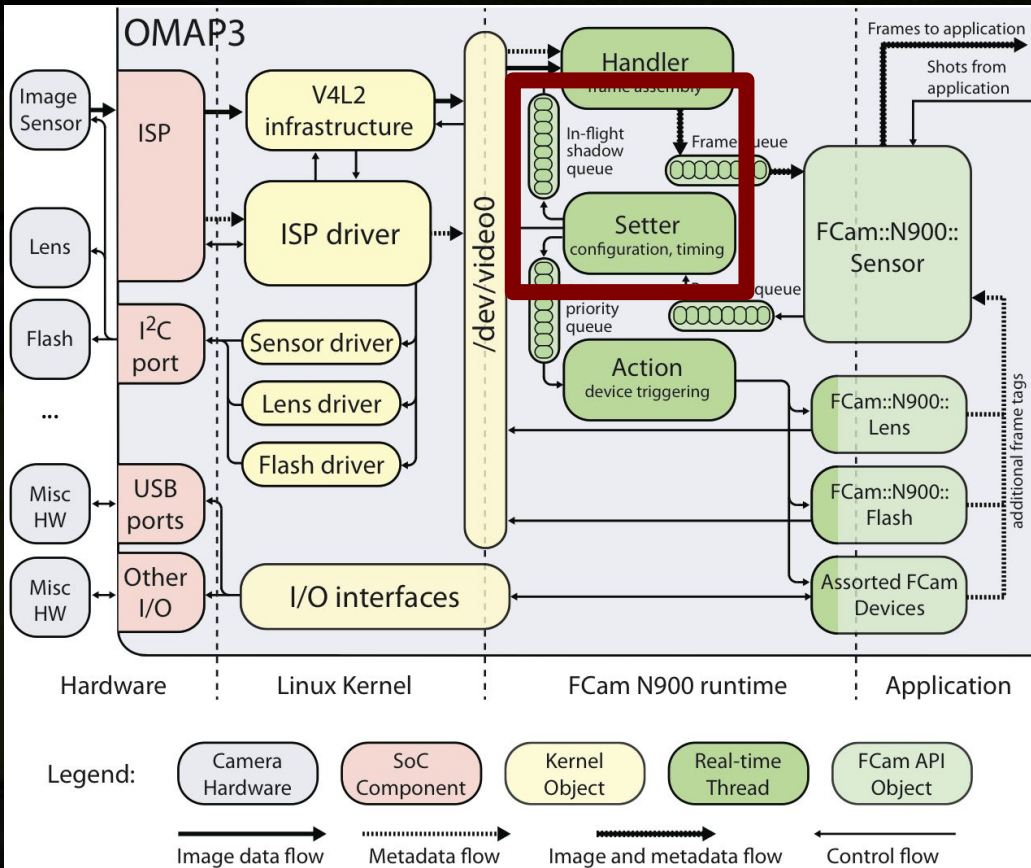 OMAP3
Image
Sensor
Lens
Flash
...
Misc
HW
Misc
HW
ISP
I²C
port
USB
ports
Other
I/O
V4L2
infrastructure
ISP driver
Sensor driver
Lens driver
Flash driver
I/O interfaces
/dev/video0
Handler
frame assembly
In-flight
shadow
queue
Frame queue
Setter
configuration, timing
queue
priority
queue
Action
device triggering
Frames to application
Shots from
application
FCam::N900::
Sensor
FCam::N900::
Lens
FCam::N900::
Flash
Assorted FCam
Devices
additional frame tags
Hardware
Linux Kernel
FCam N900 runtime
Application
Legend:
Camera
Hardware
SoC
Component
Kernel
Object
Real-time
Thread
FCam API
Object
Image data flow
Metadata flow
Image and metadata flow
Control flow